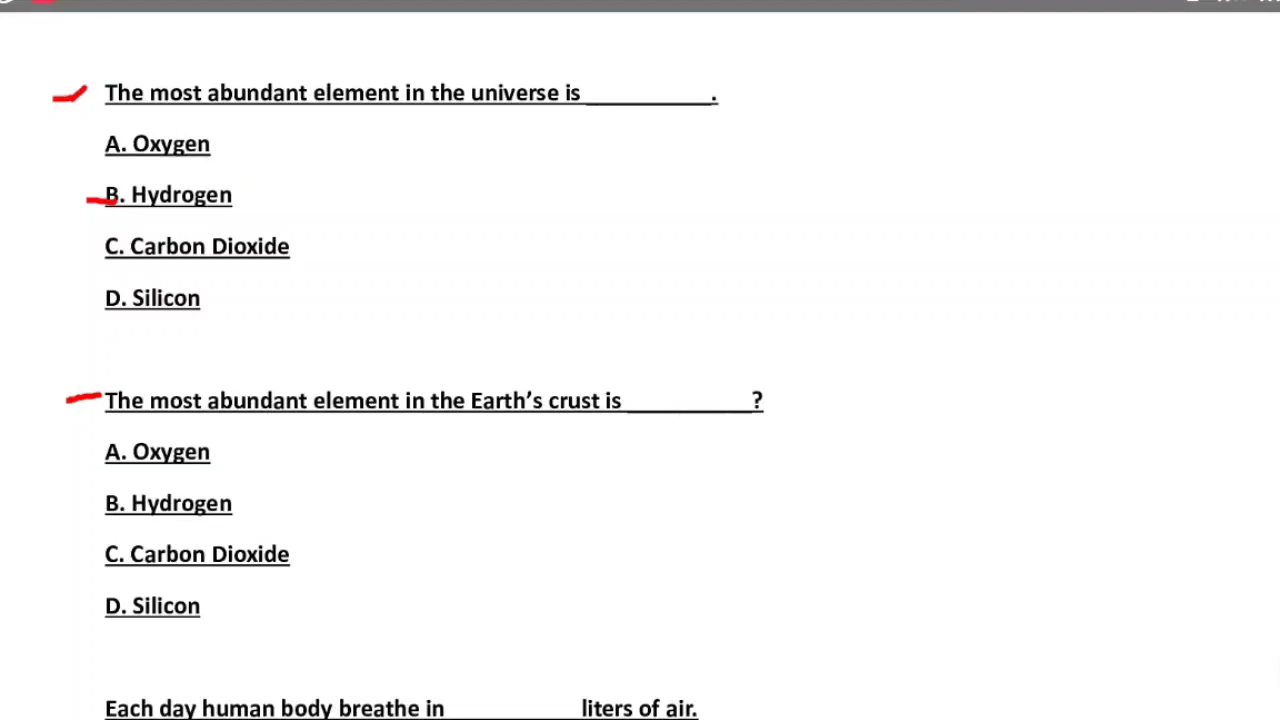 The most abundant element in the universe is __________.
A. Oxygen
B. Hydrogen
C. Carbon Dioxide
D. Silicon
The most abundant element in the Earth’s crust is __________?
A. Oxygen
B. Hydrogen
C. Carbon Dioxide
D. Silicon
Each day human body breathe in ___________ liters of air.